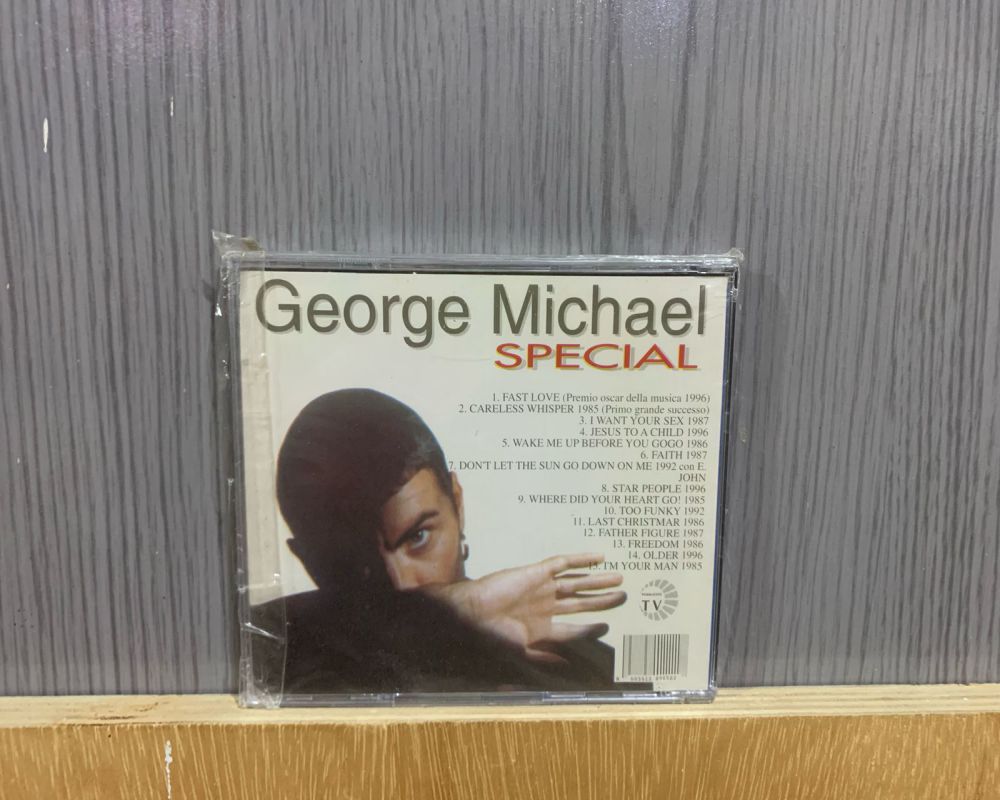 George Michael
SPECIAL
1. FAST LOVE (Premio oscar della musica 1996)
2. CARELESS WHISPER 1985 (Primo grande successo)
3. I WANT YOUR SEX 1987
4. JESUS TO A CHILD 1996
5. WAKE ME UP BEFORE YOU GOGO 1986
6. FAITH 1987
7. DON'T LET THE SUN GO DOWN ON ME 1992 con E.
JOHN
8. STAR PEOPLE 1996
9. WHERE DID YOUR HEART GO! 1985
10. TOO FUNKY 1992
11. LAST CHRISTMAR 1986
12. FATHER FIGURE 1987
13. FREEDOM 1986
14. OLDER 1996
15. I'M YOUR MAN 1985
TV